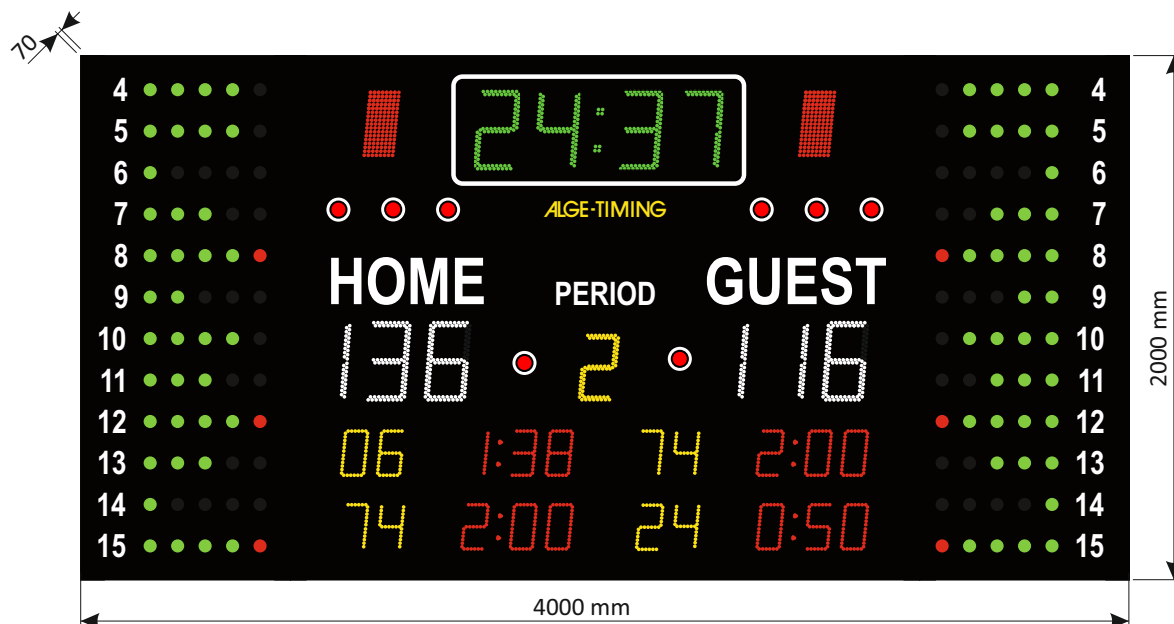 70
4 24:37 4
5 5
6 6
7 ALGE-TIMING 7
8 8
HOME GUEST
9 PERIOD 9
10 10
136 2 116
11 11
12 12
06 1:38 74 2:00
13 13
14 14
74 2:00 24 0:50
15 15
2000 mm
4000 mm